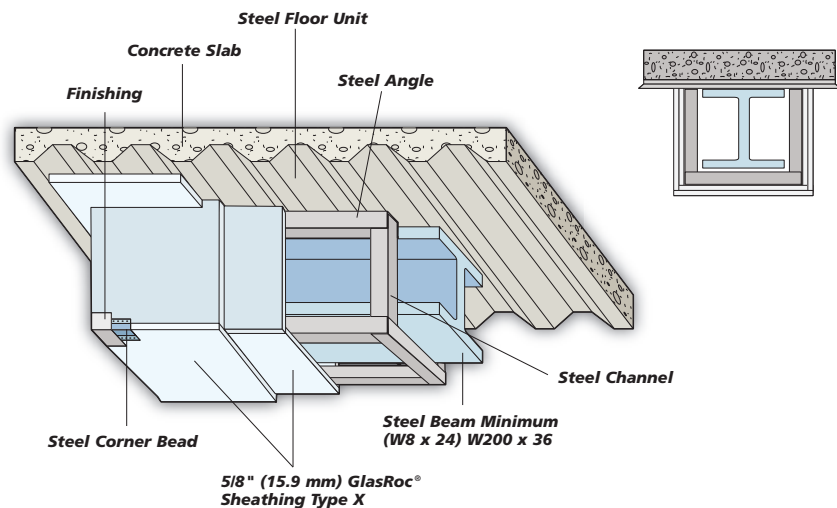 Steel Floor Unit
Concrete Slab
Steel Angle
Finishing
Steel Channel
Steel Beam Minimum
(W8 x 24) W200 x 36
Steel Corner Bead
5/8" (15.9 mm) GlasRoc®
Sheathing Type X